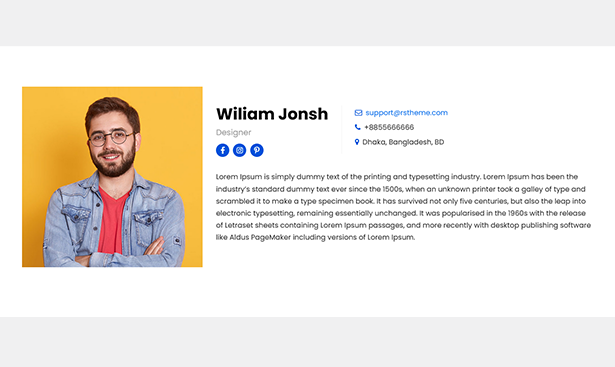 Wiliam Jonsh
Designer
support@rstheme.com
+8855666666
Dhaka, Bangladesh, BD
Lorem Ipsum is simply dummy text of the printing and typesetting industry. Lorem Ipsum has been the
industry's standard dummy text ever since the 1500s, when an unknown printer took a galley of type and
scrambled it to make a type specimen book. It has survived not only five centuries, but also the leap into
electronic typesetting, remaining essentially unchanged. It was popularised in the 1960s with the release
of Letraset sheets containing Lorem Ipsum passages, and more recently with desktop publishing software
like Aldus PageMaker including versions of Lorem Ipsum.